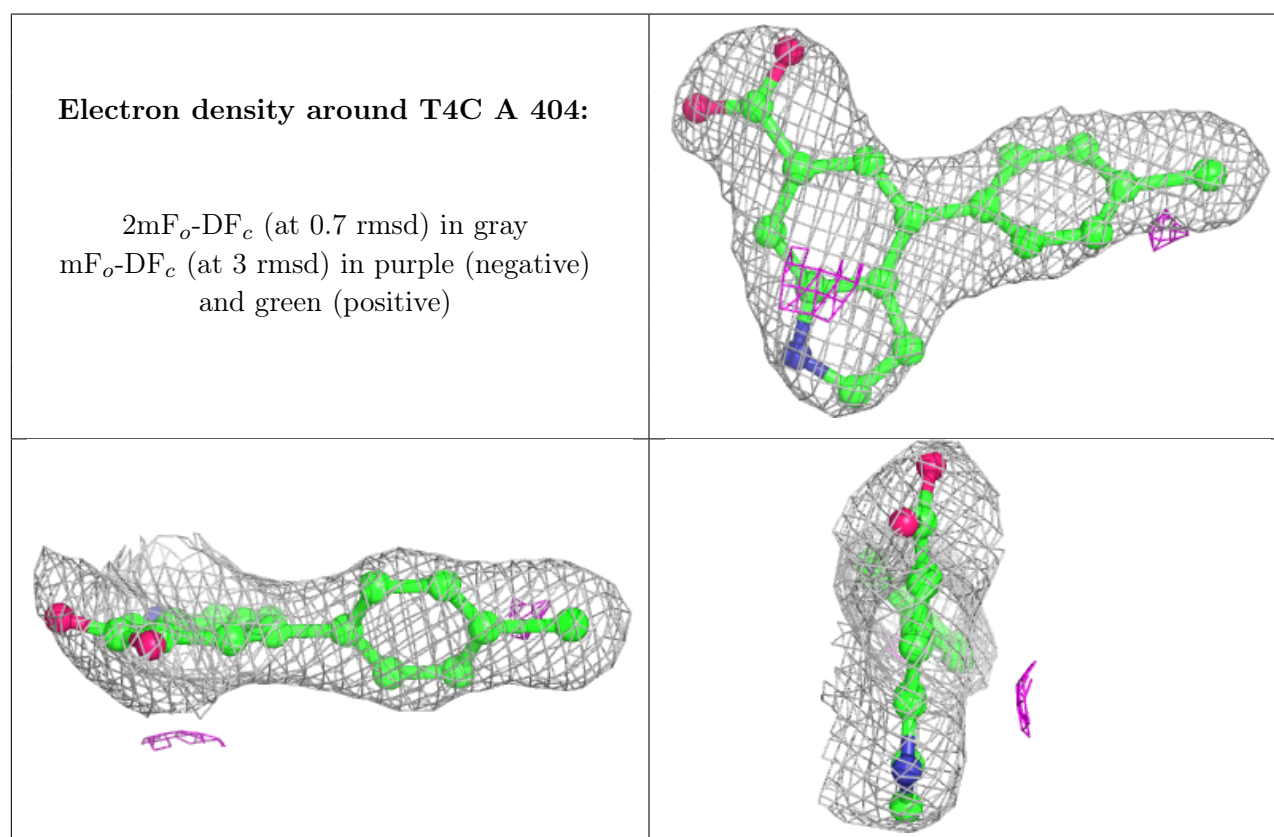 Electron density around T4C A 404:
2mFo-DFc (at 0.7 rmsd) in gray
mFo-DFc (at 3 rmsd) in purple (negative)
and green (positive)